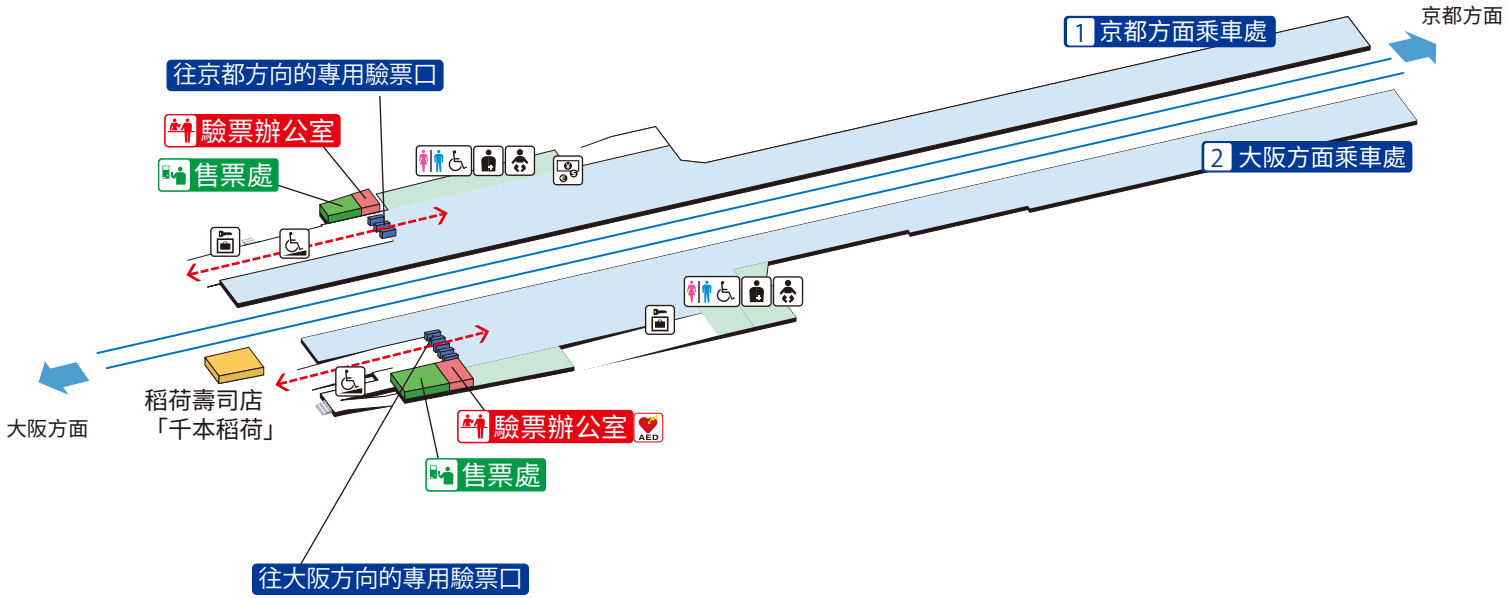 京都方面
1 京都方面乗車處
往京都方向的專用驗票口
驗票辦公室
售票處
2 大阪方面乗車處
稻荷壽司店
「千本稻荷」
大阪方面
驗票辦公室
AED
售票處
往大阪方向的專用驗票口